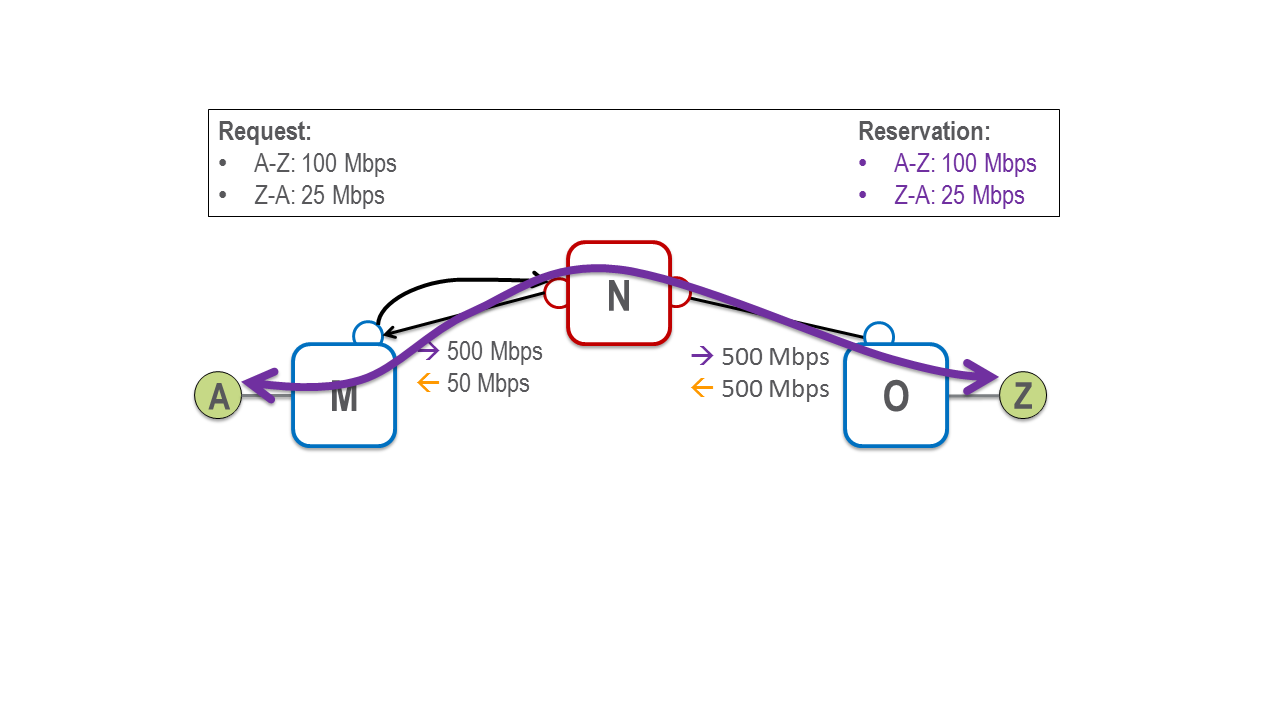 Request:
• A-Z: 100 Mbps
• Z-A: 25 Mbps
Reservation:
• A-Z: 100 Mbps
• Z-A: 25 Mbps
N
→ 500 Mbps
← 50 Mbps
→ 500 Mbps
← 500 Mbps
A
M
O
Z